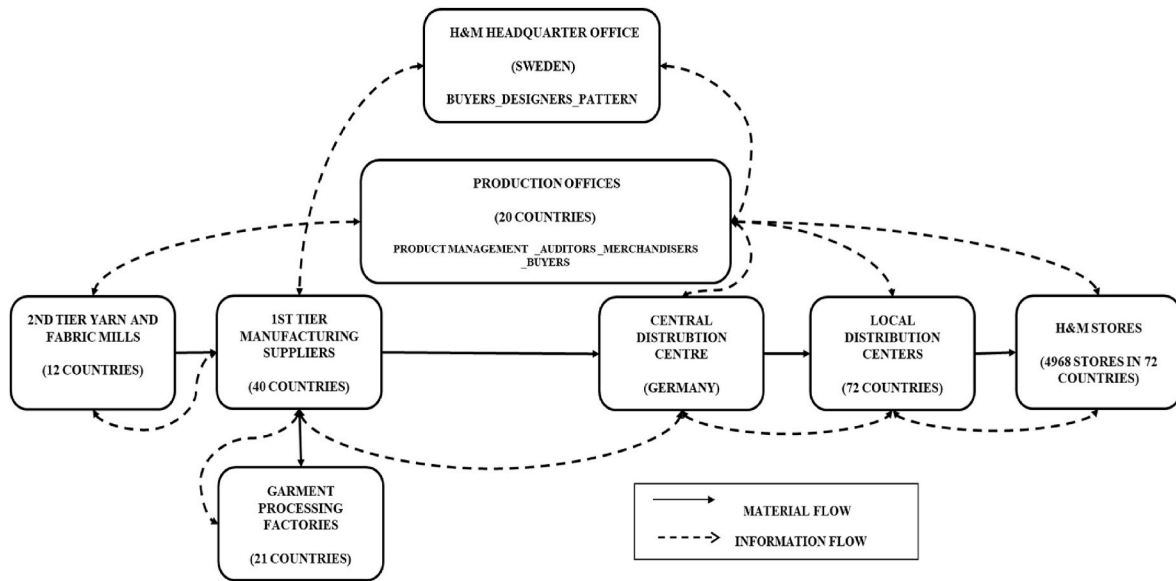 H&M HEADQUARTER OFFICE
(SWEDEN)
BUYERS_DESIGNERS_PATTERN
PRODUCTION OFFICES
(20 COUNTRIES)
PRODUCT MANAGEMENT _AUDITORS_MERCHANDISERS
_BUYERS
2ND TIER YARN AND
FABRIC MILLS
(12 COUNTRIES)
1ST TIER
MANUFACTURING
SUPPLIERS
(40 COUNTRIES)
CENTRAL
DISTRUBTION
CENTRE
(GERMANY)
LOCAL
DISTRIBUTION
CENTERS
(72 COUNTRIES)
H&M STORES
(4968 STORES IN 72
COUNTRIES)
GARMENT
PROCESSING
FACTORIES
(21 COUNTRIES)
MATERIAL FLOW
INFORMATION FLOW